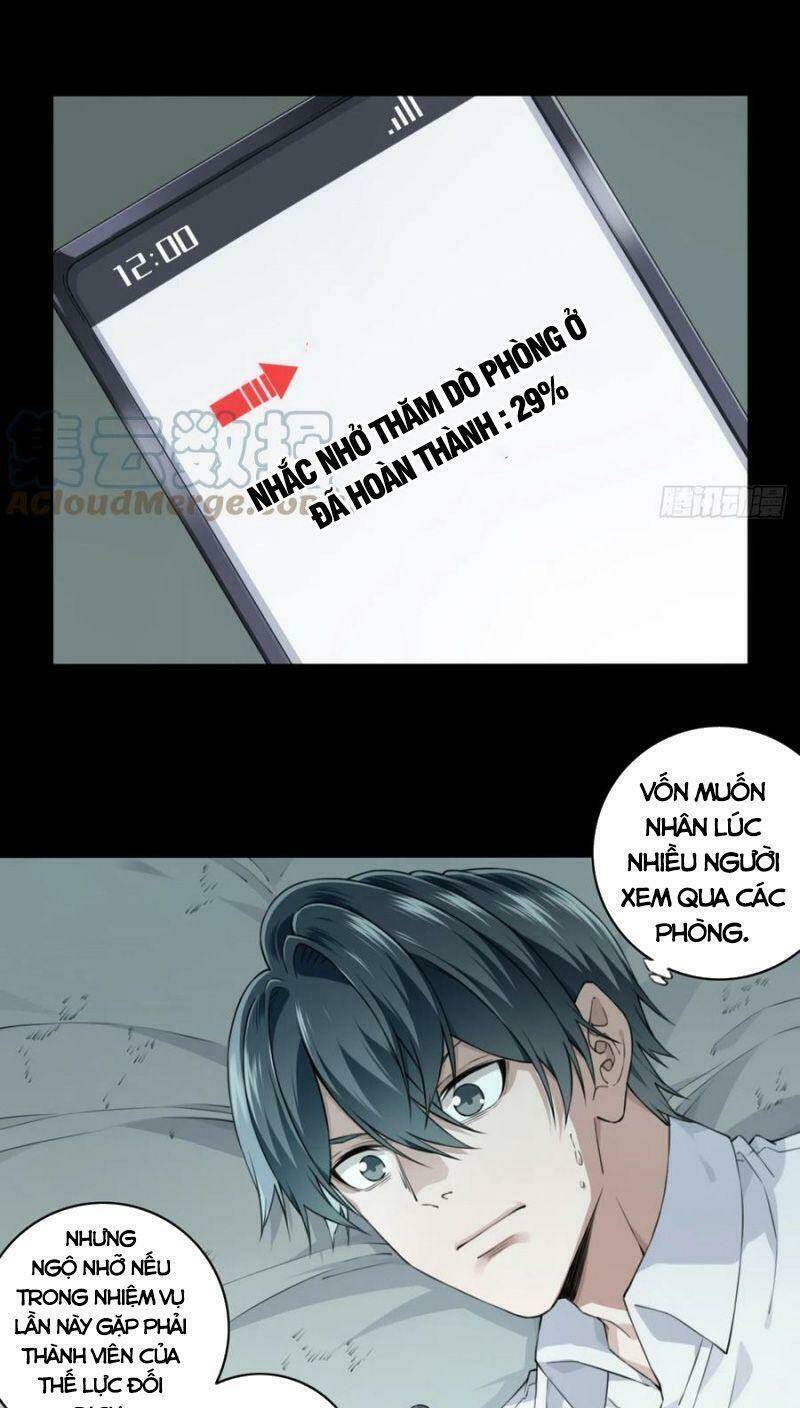 12:00
NHẮC NHỞ THĂM DÒ PHÒNG Ở
ĐÃ HOÀN THÀNH : 29%
集云数据
ACloudMerge.com
腾讯动漫
VỐN MUỐN
NHÂN LÚC
NHIỀU NGƯỜI
XEM QUA CÁC
PHÒNG.
NHƯNG
NGỘ NHỠ NẾU
TRONG NHIỆM VỤ
LẦN NÀY GẶP PHẢI
THÀNH VIÊN CỦA
THẾ LỰC ĐỐI